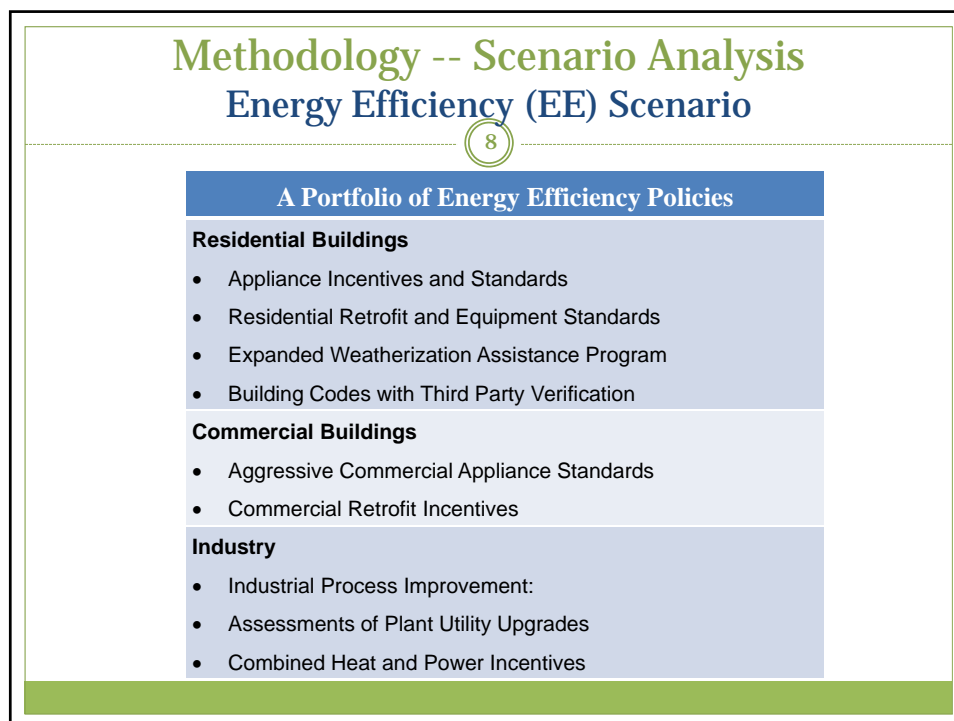 Methodology -- Scenario Analysis
Energy Efficiency (EE) Scenario
8
A Portfolio of Energy Efficiency Policies
Residential Buildings
• Appliance Incentives and Standards
• Residential Retrofit and Equipment Standards
• Expanded Weatherization Assistance Program
• Building Codes with Third Party Verification
Commercial Buildings
• Aggressive Commercial Appliance Standards
• Commercial Retrofit Incentives
Industry
• Industrial Process Improvement:
• Assessments of Plant Utility Upgrades
• Combined Heat and Power Incentives